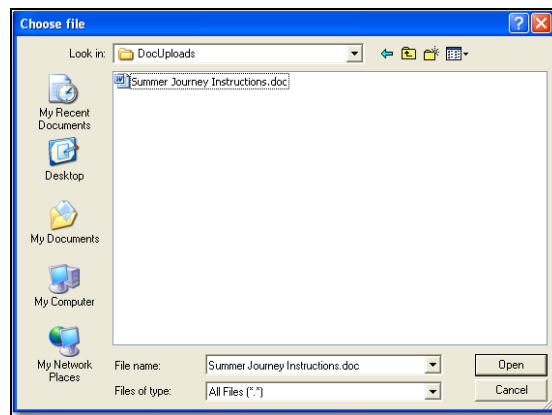 Choose file
Look in:
DocUploads
Summer Journey Instructions.doc
My Recent
Documents
Desktop
My Documents
My Computer
My Network
Places
File name:
Summer Journey Instructions.doc
Open
Files of type:
All Files (*.*)
Cancel